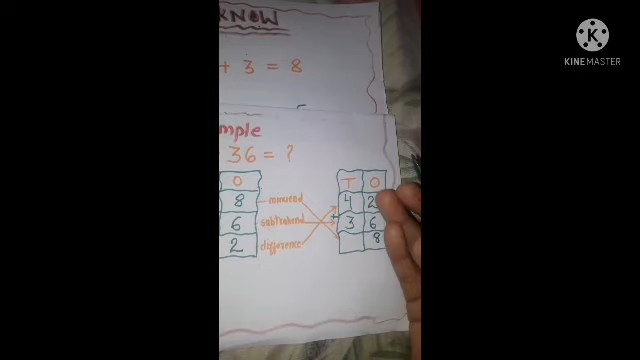 KNOW
+ 3 = 8
mple
36 = ?
O T O
8 minuend 4 2
6 subtrahend + 3 6
2 difference 8
KINEMASTER